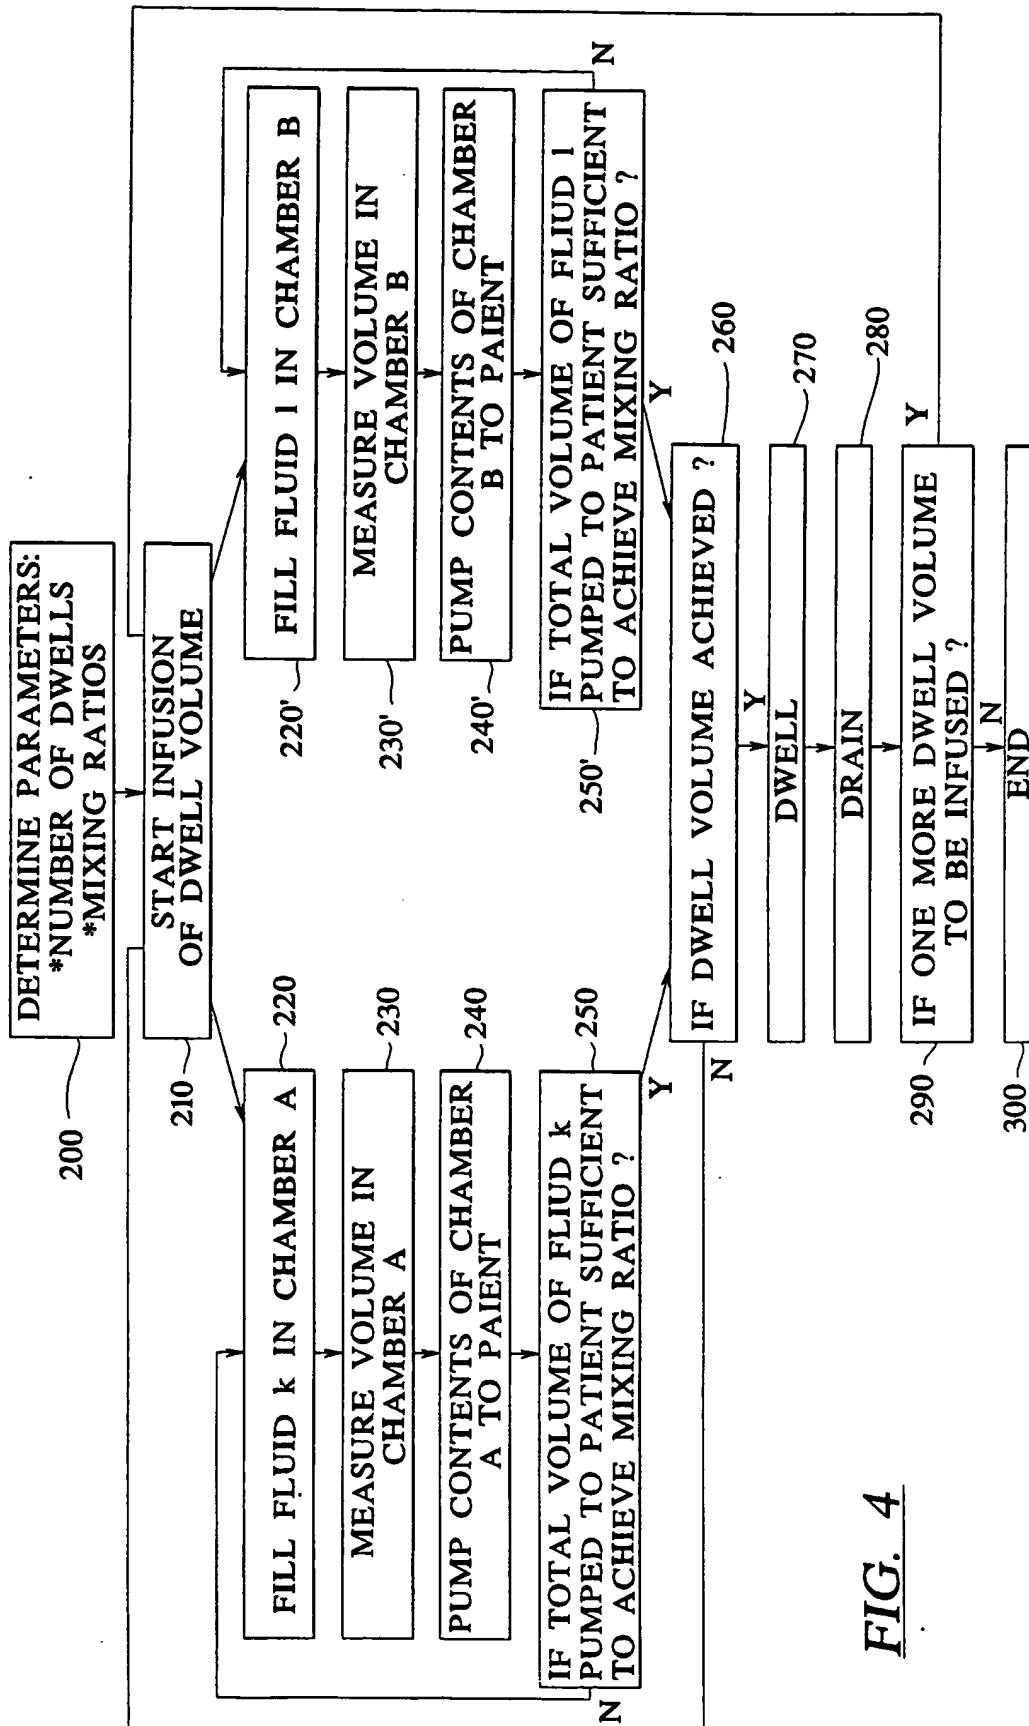 DETERMINE PARAMETERS:
*NUMBER OF DWELLS
*MIXING RATIOS
200
START INFUSION
OF DWELL VOLUME
210
FILL FLUID k IN CHAMBER A
220
MEASURE VOLUME IN
CHAMBER A
230
PUMP CONTENTS OF CHAMBER
A TO PAIENT
240
IF TOTAL VOLUME OF FLIUD k
PUMPED TO PATIENT SUFFICIENT
TO ACHIEVE MIXING RATIO ?
250
N
Y
FILL FLUID l IN CHAMBER B
220'
MEASURE VOLUME IN
CHAMBER B
230'
PUMP CONTENTS OF CHAMBER
B TO PAIENT
240'
IF TOTAL VOLUME OF FLIUD l
PUMPED TO PATIENT SUFFICIENT
TO ACHIEVE MIXING RATIO ?
250'
N
Y
IF DWELL VOLUME ACHIEVED ?
260
N
Y
DWELL
270
DRAIN
280
IF ONE MORE DWELL VOLUME
TO BE INFUSED ?
290
Y
N
END
300
FIG. 4